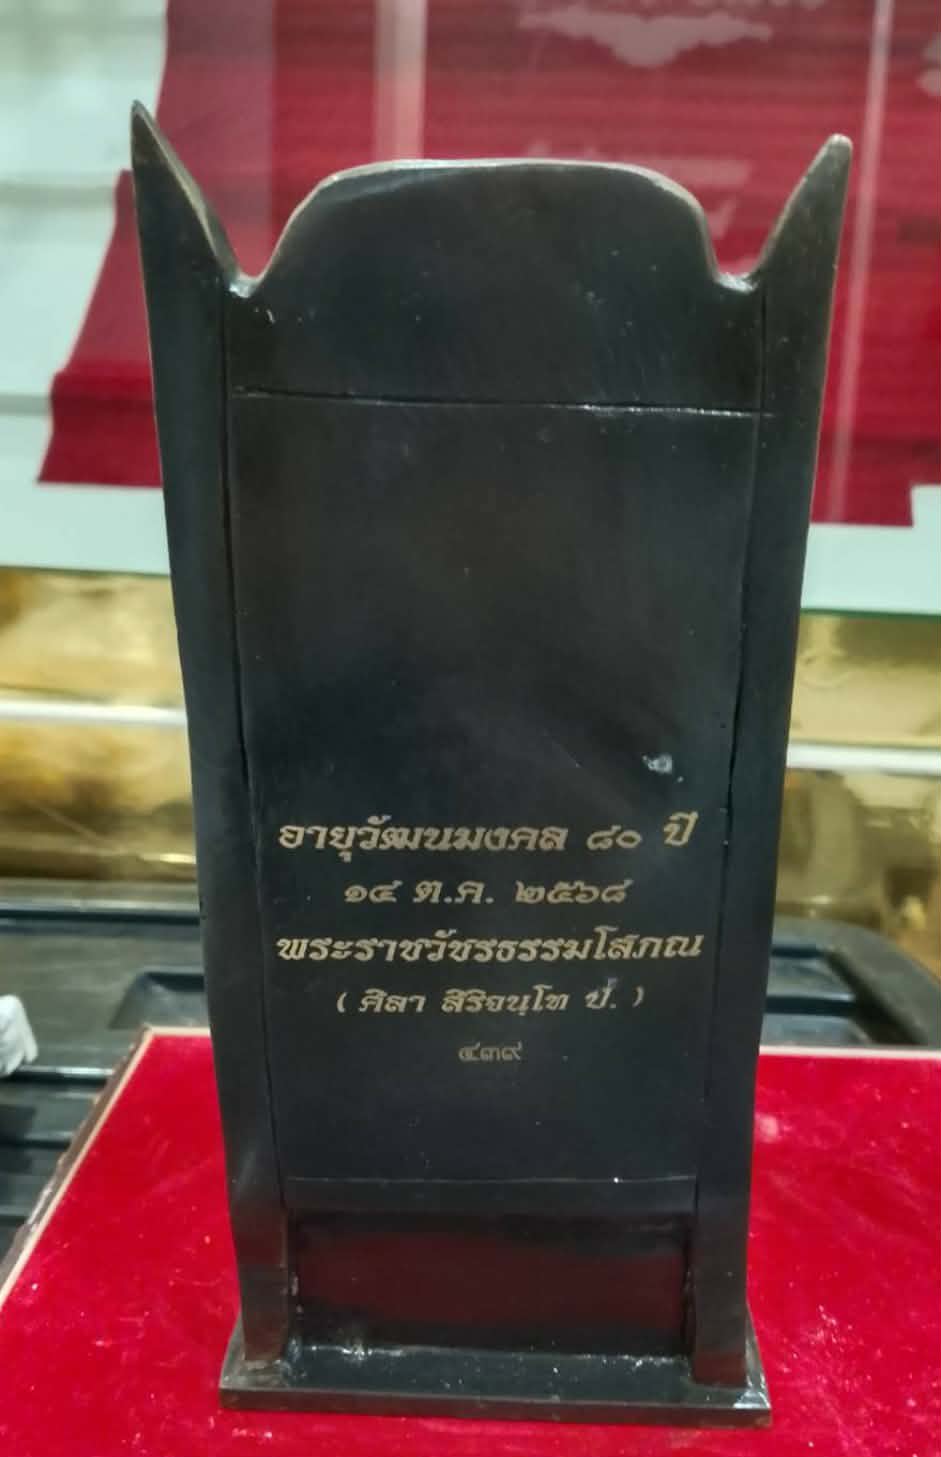 อายุวัฒนมงคล ๘๐ ปี
๑๔ ต.ค. ๒๕๖๘
พระราชวัชรธรรมโสภณ
( ศิลา สิริจนฺโท ป. )
๔๓๙